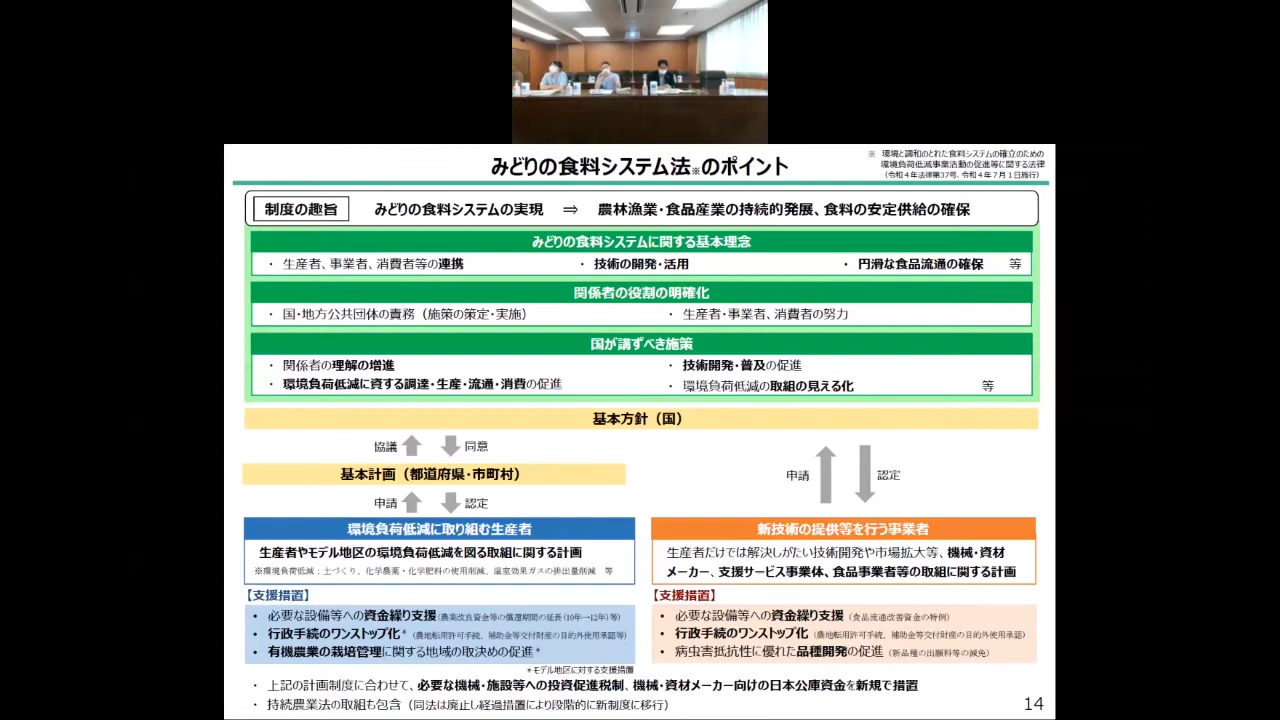 みどりの食料システム法※のポイント
※ 環境と調和のとれた食料システムの確立のための
環境負荷低減事業活動の促進等に関する法律
（令和4年法律第37号、令和4年7月1日施行）
制度の趣旨 みどりの食料システムの実現 ⇒ 農林漁業・食品産業の持続的発展、食料の安定供給の確保
みどりの食料システムに関する基本理念
・ 生産者、事業者、消費者等の連携 ・ 技術の開発・活用 ・ 円滑な食品流通の確保 等
関係者の役割の明確化
・ 国・地方公共団体の責務（施策の策定・実施） ・ 生産者・事業者、消費者の努力
国が講ずべき施策
・ 関係者の理解の増進 ・ 技術開発・普及の促進
・ 環境負荷低減に資する調達・生産・流通・消費の促進 ・ 環境負荷低減の取組の見える化 等
基本方針（国）
協議 同意
基本計画（都道府県・市町村）
申請 認定
申請 認定
環境負荷低減に取り組む生産者
生産者やモデル地区の環境負荷低減を図る取組に関する計画
※環境負荷低減：土づくり、化学農薬・化学肥料の使用削減、温室効果ガスの排出量削減 等
【支援措置】
・ 必要な設備等への資金繰り支援（農業改良資金等の償還期間の延長（10年→12年）等）
・ 行政手続のワンストップ化*（農地転用許可手続、補助金等交付財産の目的外使用承認等）
・ 有機農業の栽培管理に関する地域の取決めの促進*
*モデル地区に対する支援措置
新技術の提供等を行う事業者
生産者だけでは解決しがたい技術開発や市場拡大等、機械・資材
メーカー、支援サービス事業体、食品事業者等の取組に関する計画
【支援措置】
・ 必要な設備等への資金繰り支援（食品流通改善資金の特例）
・ 行政手続のワンストップ化（農地転用許可手続、補助金等交付財産の目的外使用承認）
・ 病虫害抵抗性に優れた品種開発の促進（新品種の出願料等の減免）
・ 上記の計画制度に合わせて、必要な機械・施設等への投資促進税制、機械・資材メーカー向けの日本公庫資金を新規で措置
・ 持続農業法の取組も包含（同法は廃止し経過措置により段階的に新制度に移行）
14